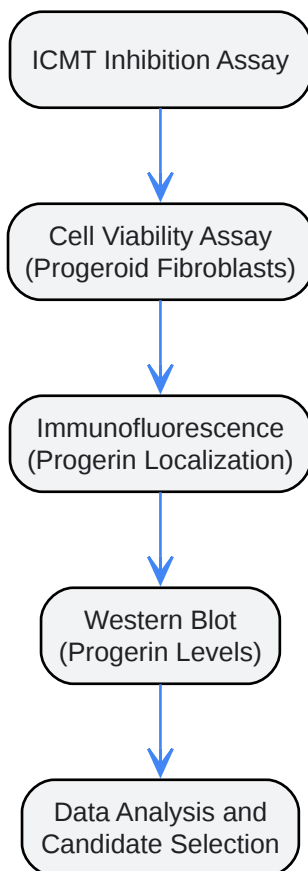 ICMT Inhibition Assay
Cell Viability Assay
(Progeroid Fibroblasts)
Immunofluorescence
(Progerin Localization)
Western Blot
(Progerin Levels)
Data Analysis and
Candidate Selection